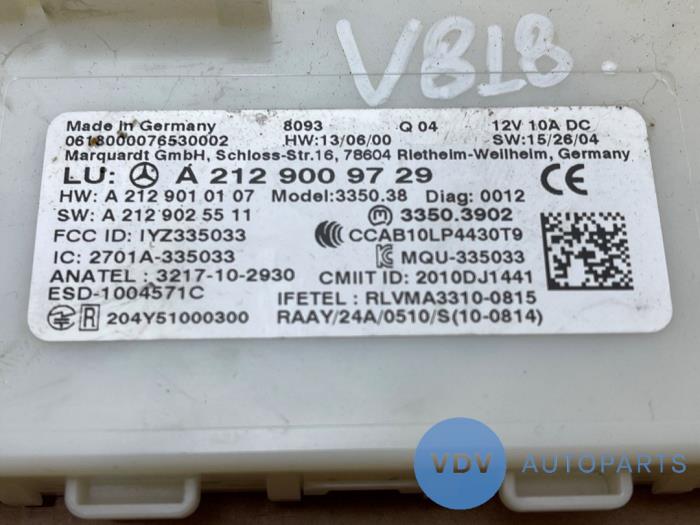 V8L8.
Made in Germany 8093 Q 04 12V 10A DC
0618000076530002 HW:13/06/00 SW:15/26/04
Marquardt GmbH, Schloss-Str.16, 78604 Rietheim-Weilheim, Germany
LU: A 212 900 97 29 CE
HW: A 212 901 01 07 Model:3350.38 Diag: 0012
SW: A 212 902 55 11 m 3350.3902
FCC ID: IYZ335033 CCAB10LP4430T9
IC: 2701A-335033 MQU-335033
ANATEL : 3217-10-2930 CMIIT ID: 2010DJ1441
ESD-1004571C IFETEL : RLVMA3310-0815
R 204Y51000300 RAAY/24A/0510/S(10-0814)
VDV AUTOPARTS